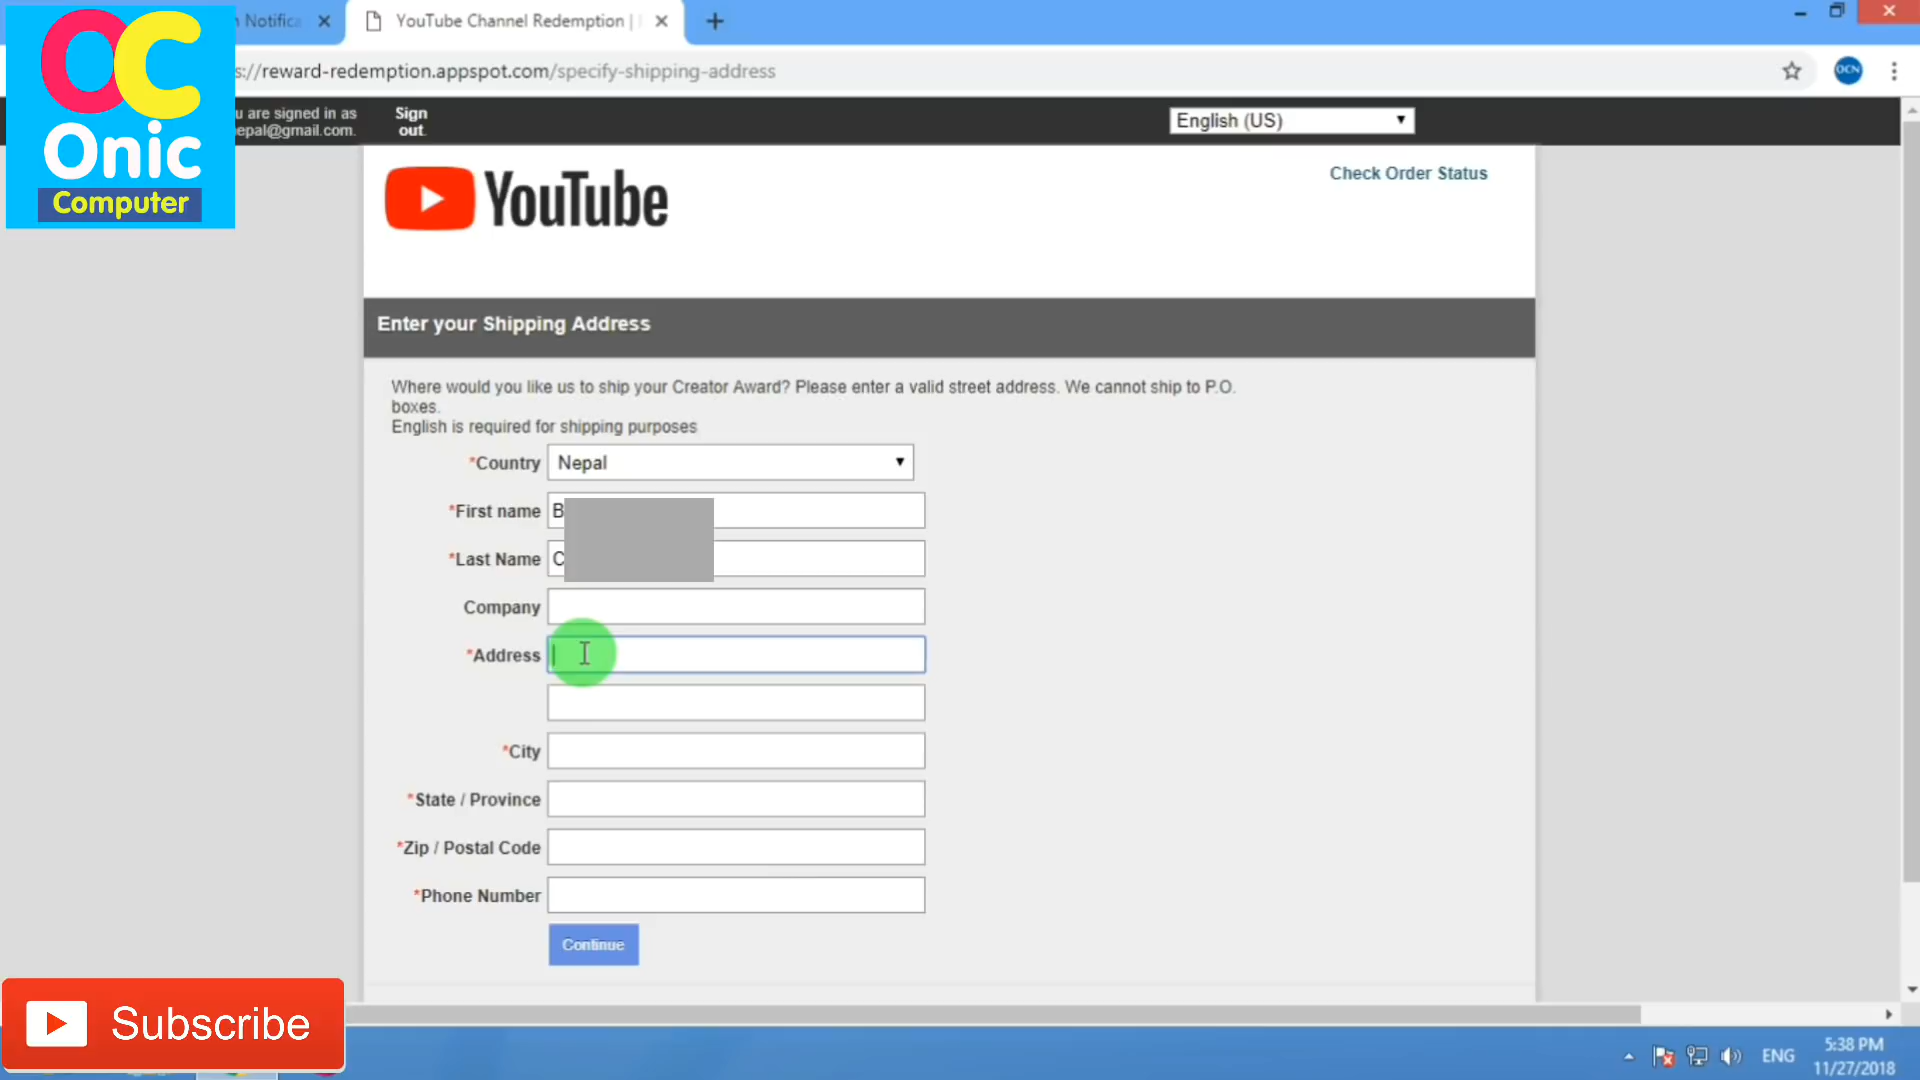 OC
Onic
Computer
Notific
YouTube Channel Redemption |
s://reward-redemption.appspot.com/specify-shipping-address
OCN
u are signed in as
epal@gmail.com.
Sign
out.
English (US)
YouTube
Check Order Status
Enter your Shipping Address
Where would you like us to ship your Creator Award? Please enter a valid street address. We cannot ship to P.O.
boxes.
English is required for shipping purposes
*Country Nepal
*First name B
*Last Name C
Company
*Address
*City
*State / Province
*Zip / Postal Code
*Phone Number
Continue
Subscribe
ENG
5:38 PM
11/27/2018